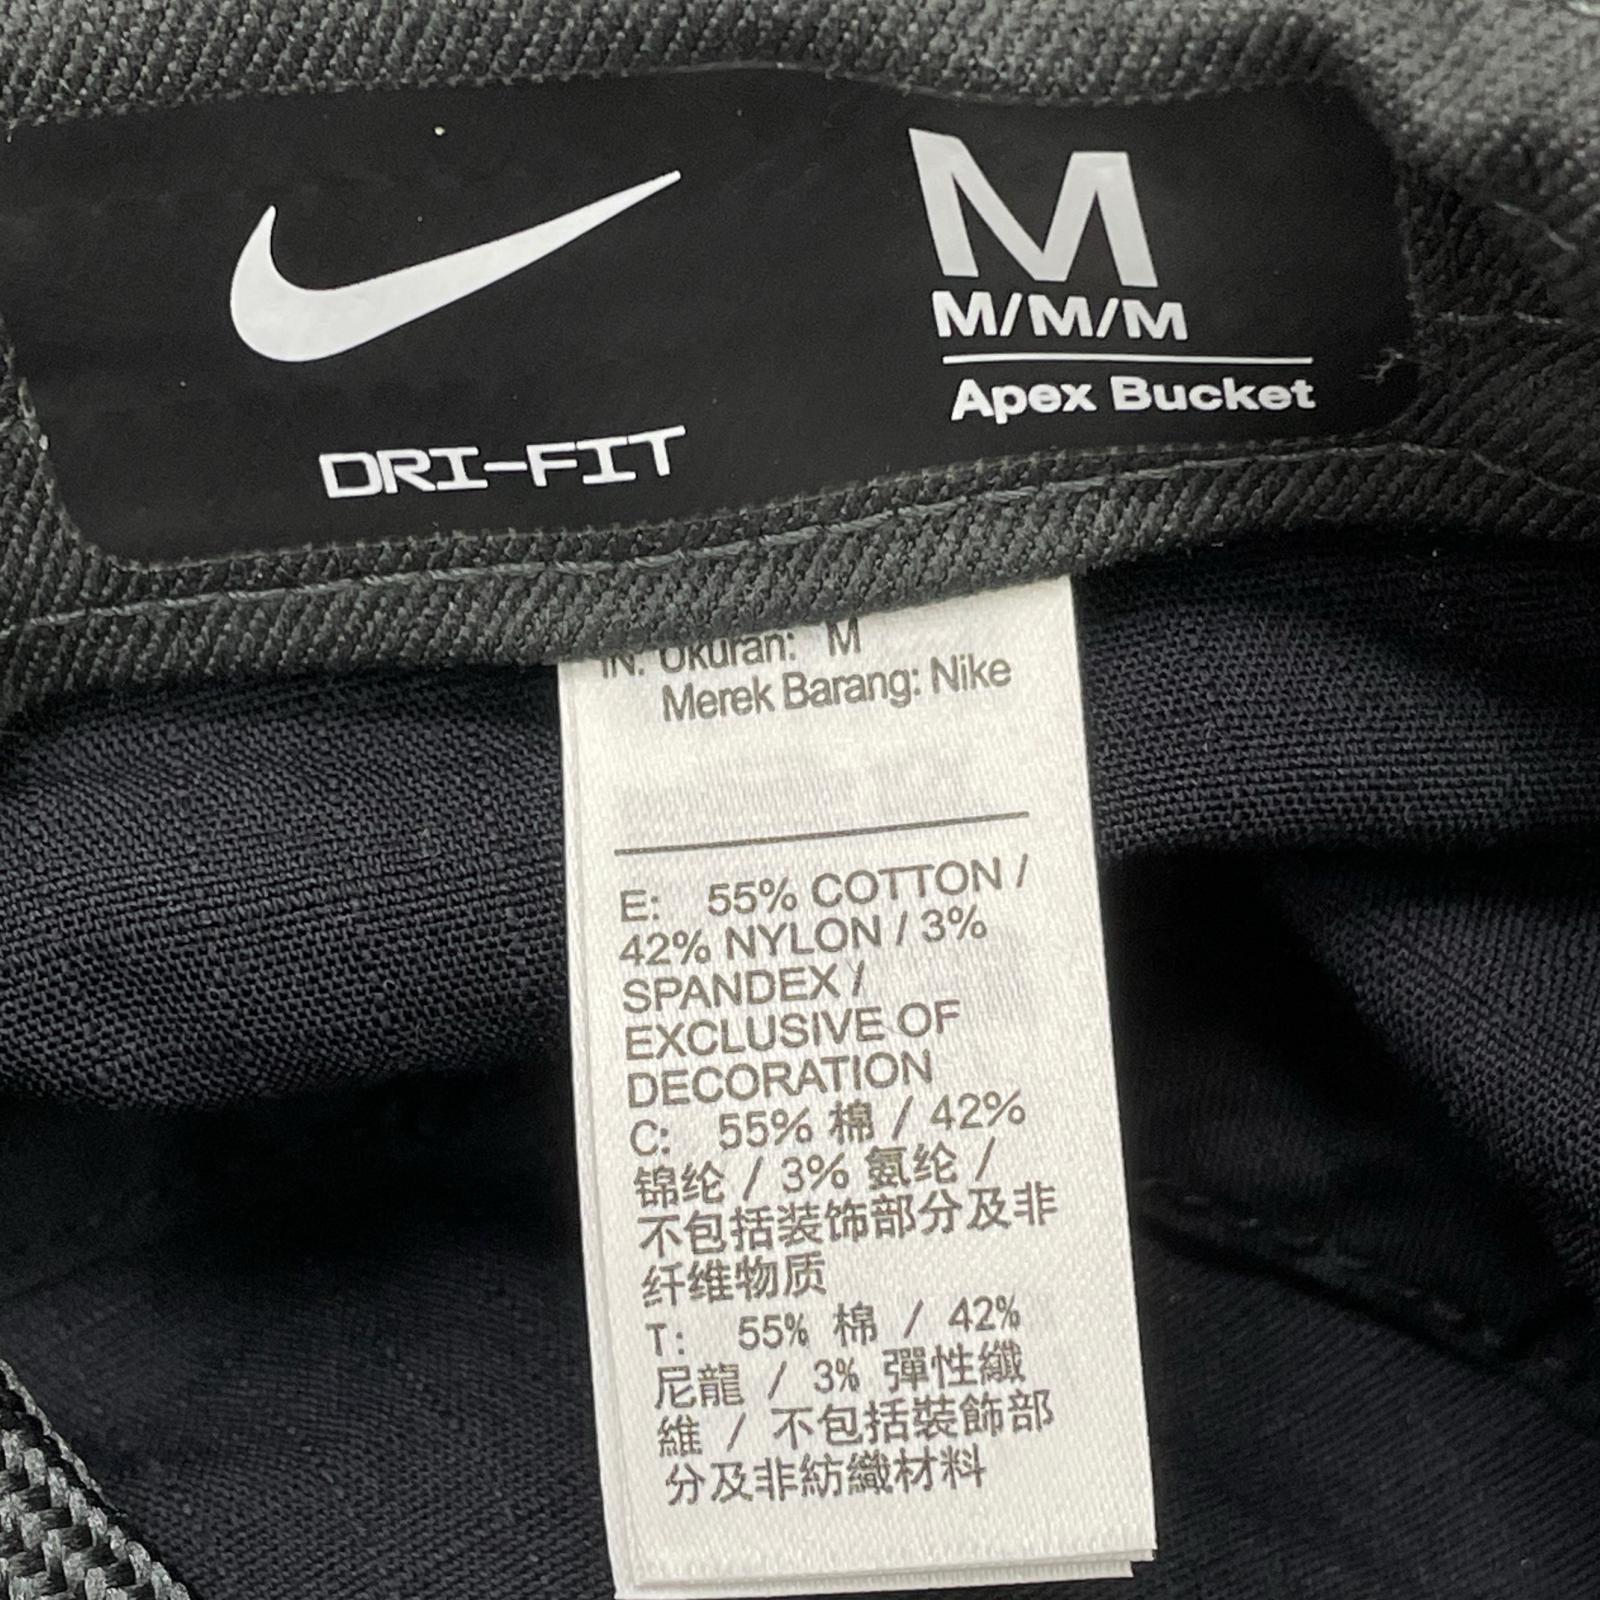 M
M/M/M
Apex Bucket
DRI-FIT
IN: Ukuran: M
Merek Barang: Nike
E: 55% COTTON /
42% NYLON / 3%
SPANDEX /
EXCLUSIVE OF
DECORATION
C: 55% 棉 / 42%
锦纶 / 3% 氨纶 /
不包括装饰部分及非
纤维物质
T: 55% 棉 / 42%
尼龍 / 3% 彈性纖
維 / 不包括裝飾部
分及非紡織材料